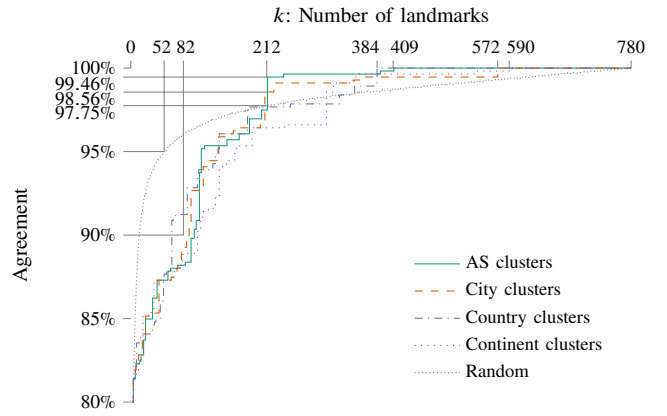 k: Number of landmarks
0 52 82 212 384 409 572 590 780
100%
99.46%
98.56%
97.75%
95%
90%
85%
80%
Agreement
AS clusters
City clusters
Country clusters
Continent clusters
Random